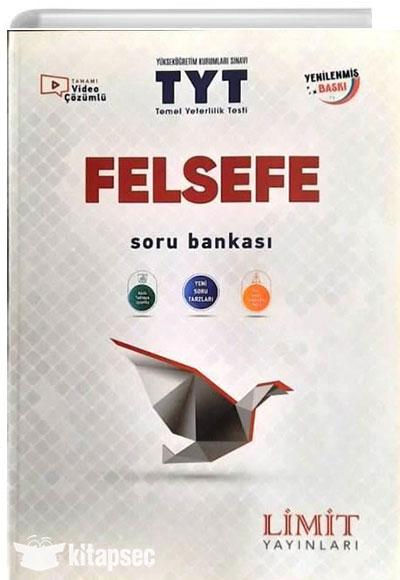 YÜKSEKÖĞRETİM KURUMLARI SINAVI
TYT
Temel Yeterlilik Testi
TAMAMI
Video
Çözümlü
YENİLENMİŞ
BASKI
FELSEFE
soru bankası
YENİ
SORU
TARZLARI
LİMİT
YAYINLARI
kitapsec